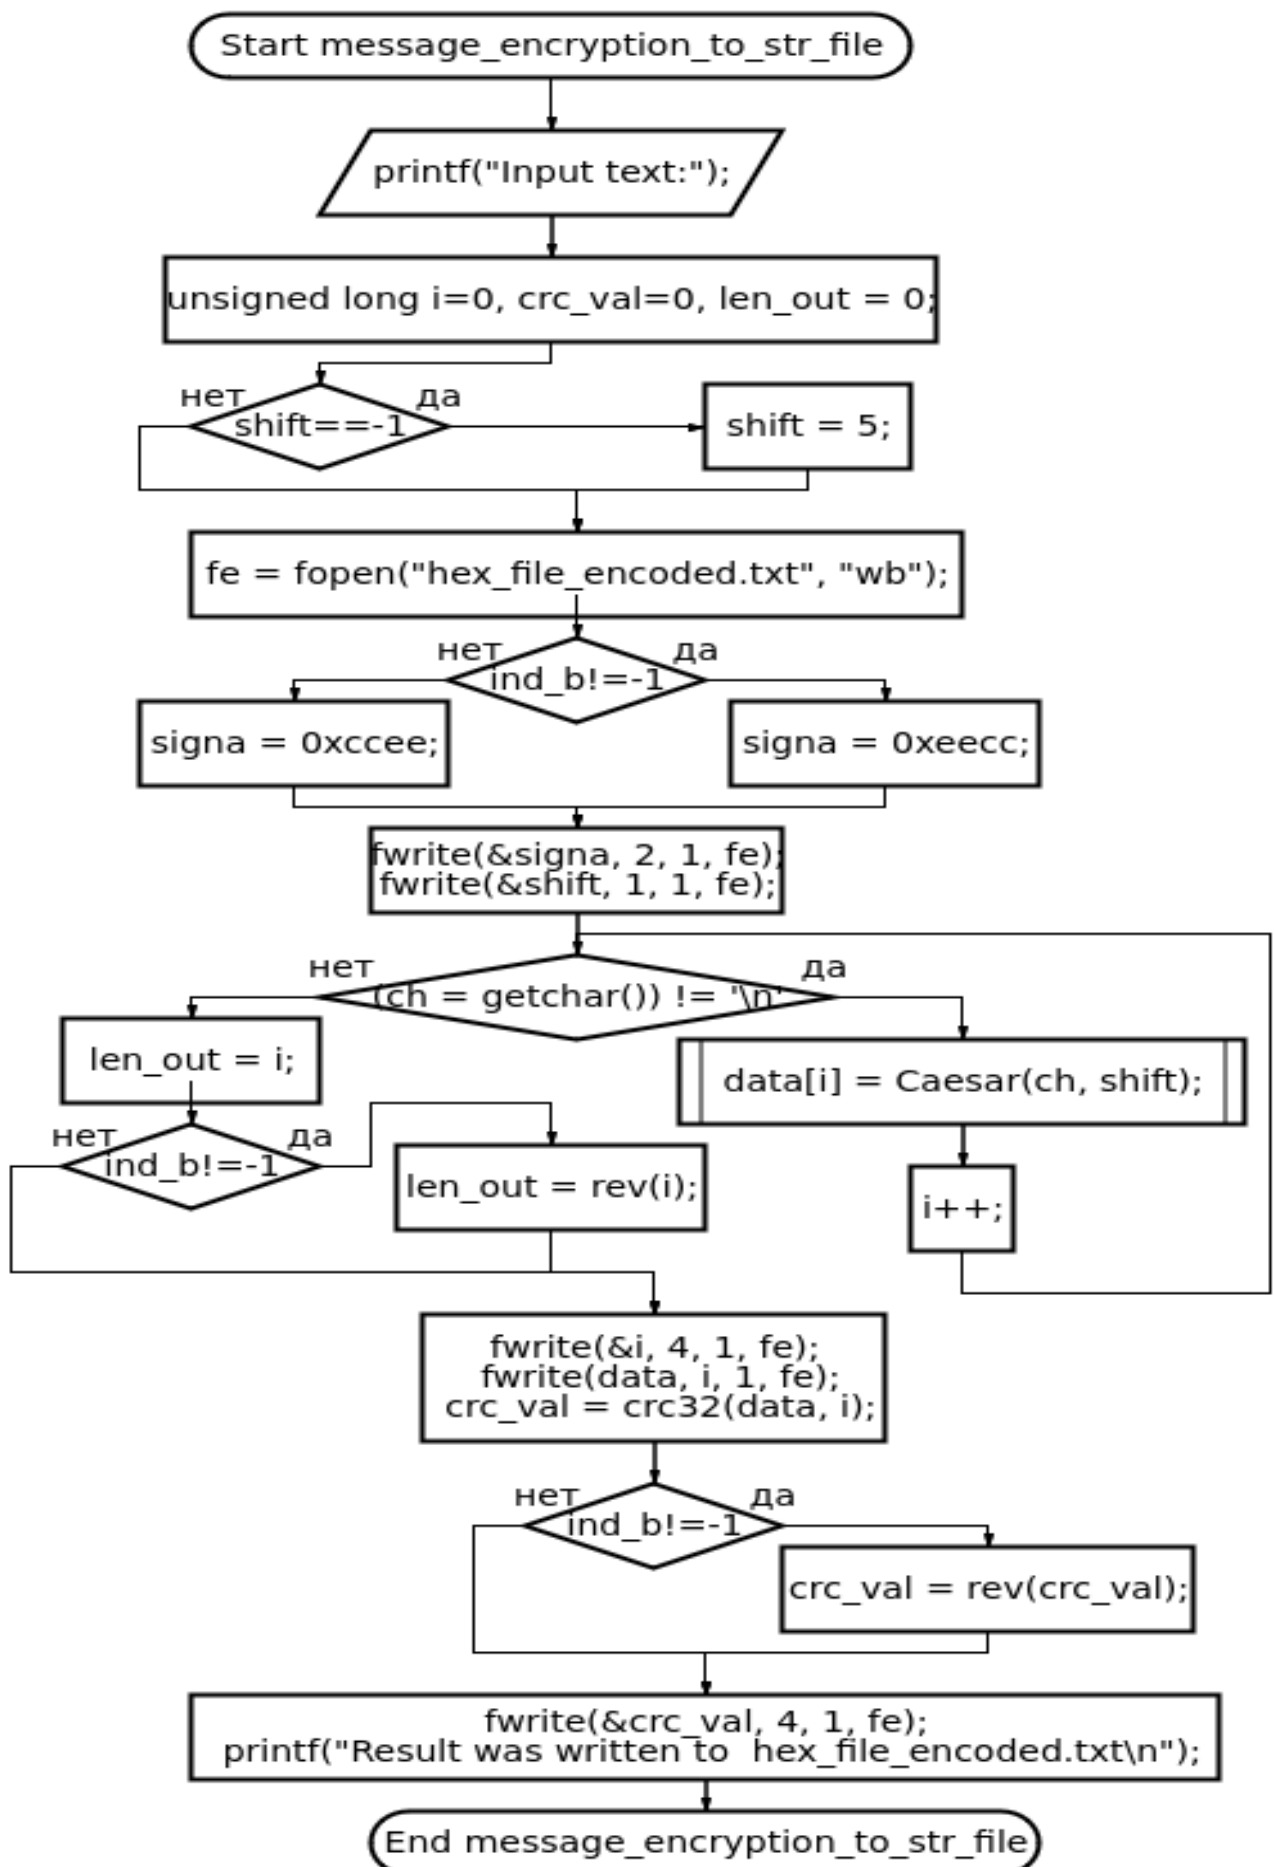 Start message_encryption_to_str_file
printf("Input text:");
unsigned long i=0, crc_val=0, len_out = 0;
нет
да
shift==-1
shift = 5;
fe = fopen("hex_file_encoded.txt", "wb");
нет
да
ind_b!=-1
signa = 0xccee;
signa = 0xeecc;
fwrite(&signa, 2, 1, fe);
fwrite(&shift, 1, 1, fe);
нет
да
(ch = getchar()) != '\n'
len_out = i;
data[i] = Caesar(ch, shift);
нет
да
ind_b!=-1
len_out = rev(i);
i++;
fwrite(&i, 4, 1, fe);
fwrite(data, i, 1, fe);
crc_val = crc32(data, i);
нет
да
ind_b!=-1
crc_val = rev(crc_val);
fwrite(&crc_val, 4, 1, fe);
printf("Result was written to  hex_file_encoded.txt\n");
End message_encryption_to_str_file